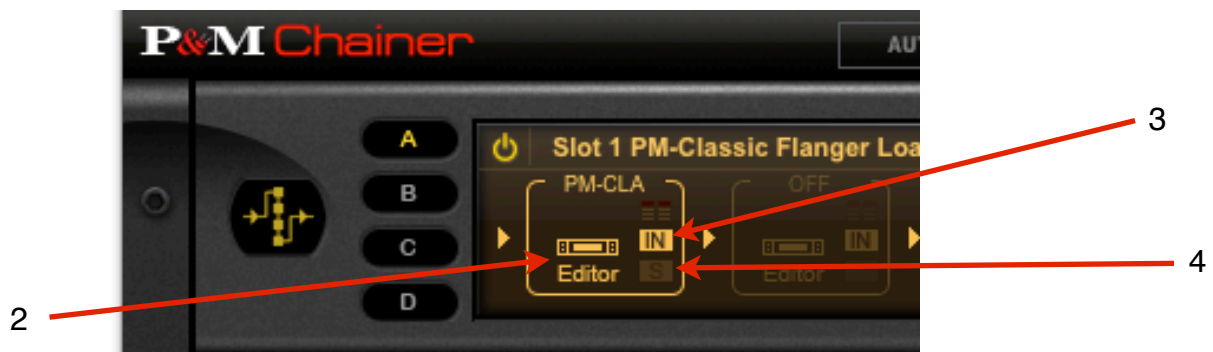 P&M Chainer
AU
3
A
Slot 1 PM-Classic Flanger Loa
B
PM-CLA
OFF
IN
IN
C
Editor
S
Editor
4
D
2